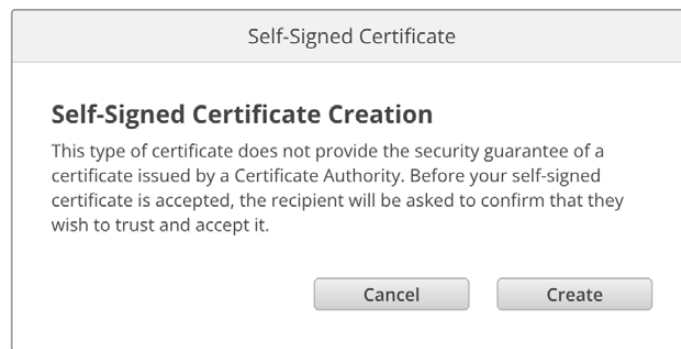 Self-Signed Certificate
Self-Signed Certificate Creation
This type of certificate does not provide the security guarantee of a
certificate issued by a Certificate Authority. Before your self-signed
certificate is accepted, the recipient will be asked to confirm that they
wish to trust and accept it.
Cancel Create